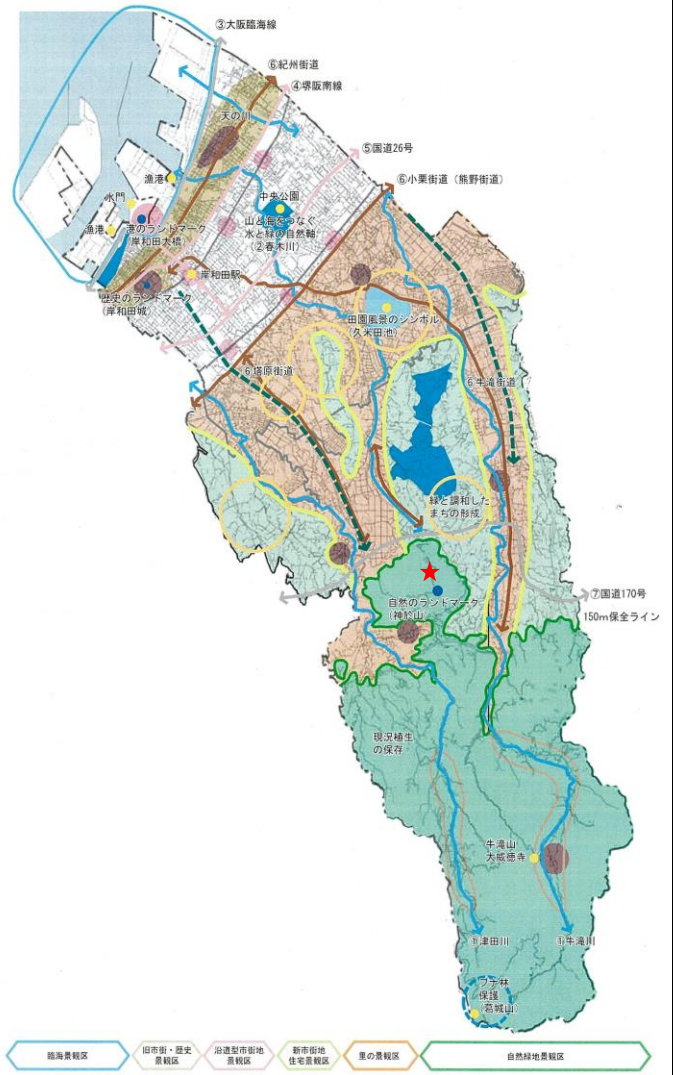 ③大阪臨海線
⑥紀州街道
④堺阪南線
天の川
⑤国道26号
漁港
⑥小栗街道（熊野街道）
水門
中央公園
漁港
港のランドマーク
岸和田大橋
山と海をつなぐ
水と緑の自然軸
（②春木川）
岸和田駅
歴史のランドマーク
（岸和田城）
田園風景のシンボル
（久米田池）
⑥塔原街道
⑥牛滝街道
緑と調和した
まちの形成
⑦国道170号
自然のランドマーク
（神於山）
150m保全ライン
現況植生
の保存
牛滝山
大威徳寺
①津田川
①牛滝川
ブナ林
保護
（葛城山）
臨海景観区
旧市街・歴史
景観区
沿道型市街地
景観区
新市街地
住宅景観区
里の景観区
自然緑地景観区